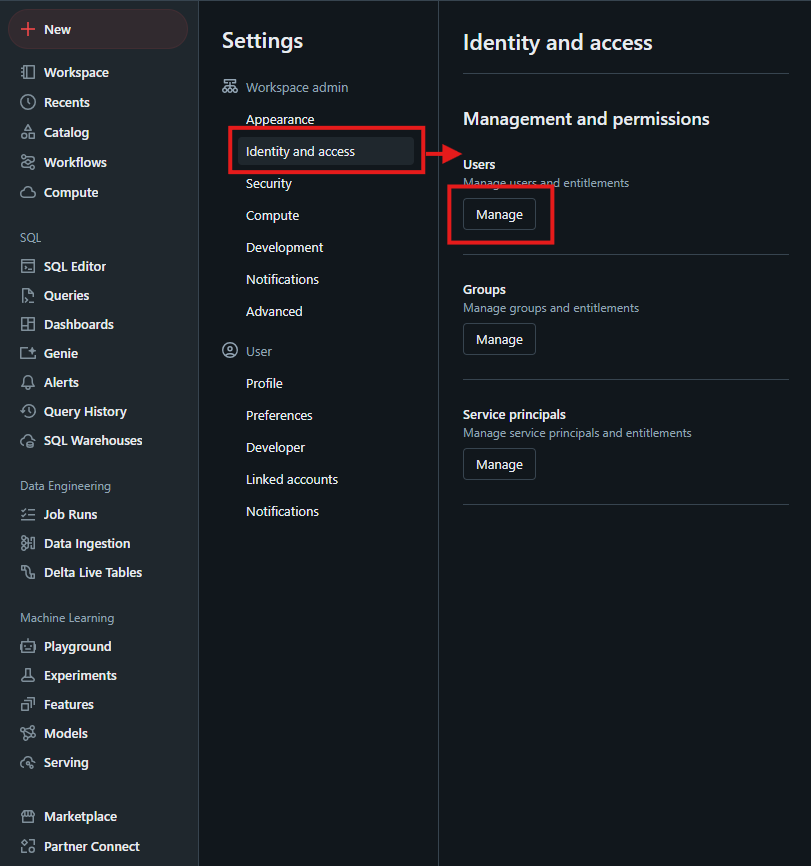 New
Workspace
Recents
Catalog
Workflows
Compute
SQL
SQL Editor
Queries
Dashboards
Genie
Alerts
Query History
SQL Warehouses
Data Engineering
Job Runs
Data Ingestion
Delta Live Tables
Machine Learning
Playground
Experiments
Features
Models
Serving
Marketplace
Partner Connect
Settings
Workspace admin
Appearance
Identity and access
Security
Compute
Development
Notifications
Advanced
User
Profile
Preferences
Developer
Linked accounts
Notifications
Identity and access
Management and permissions
Users
Manage users and entitlements
Manage
Groups
Manage groups and entitlements
Manage
Service principals
Manage service principals and entitlements
Manage